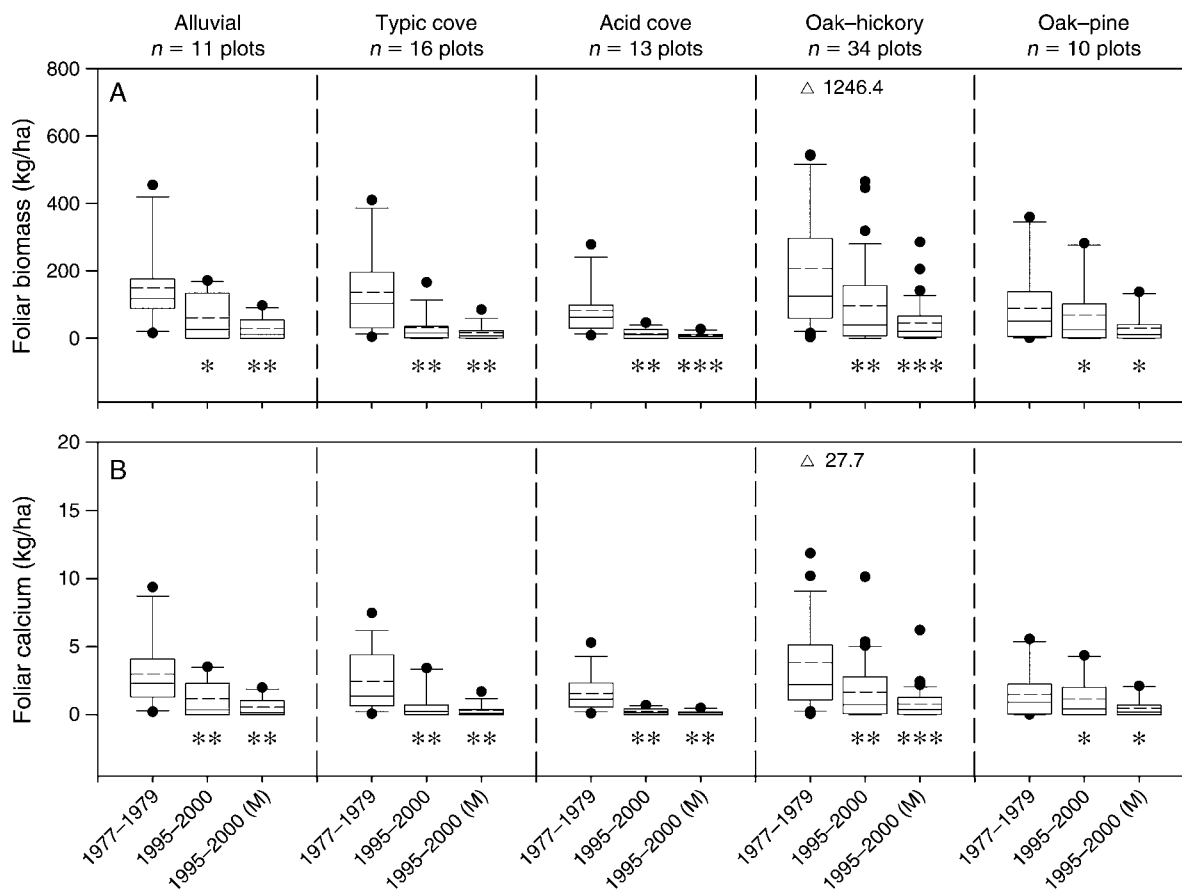 Alluvial
n = 11 plots
Typic cove
n = 16 plots
Acid cove
n = 13 plots
Oak–hickory
n = 34 plots
Oak–pine
n = 10 plots
A
Foliar biomass (kg/ha)
800
600
400
200
0
△ 1246.4
* ** ** ** ** *** ** *** * *
B
Foliar calcium (kg/ha)
20
15
10
5
0
△ 27.7
** ** ** ** ** ** ** *** * *
1977–1979
1995–2000
1995–2000 (M)
1977–1979
1995–2000
1995–2000 (M)
1977–1979
1995–2000
1995–2000 (M)
1977–1979
1995–2000
1995–2000 (M)
1977–1979
1995–2000
1995–2000 (M)